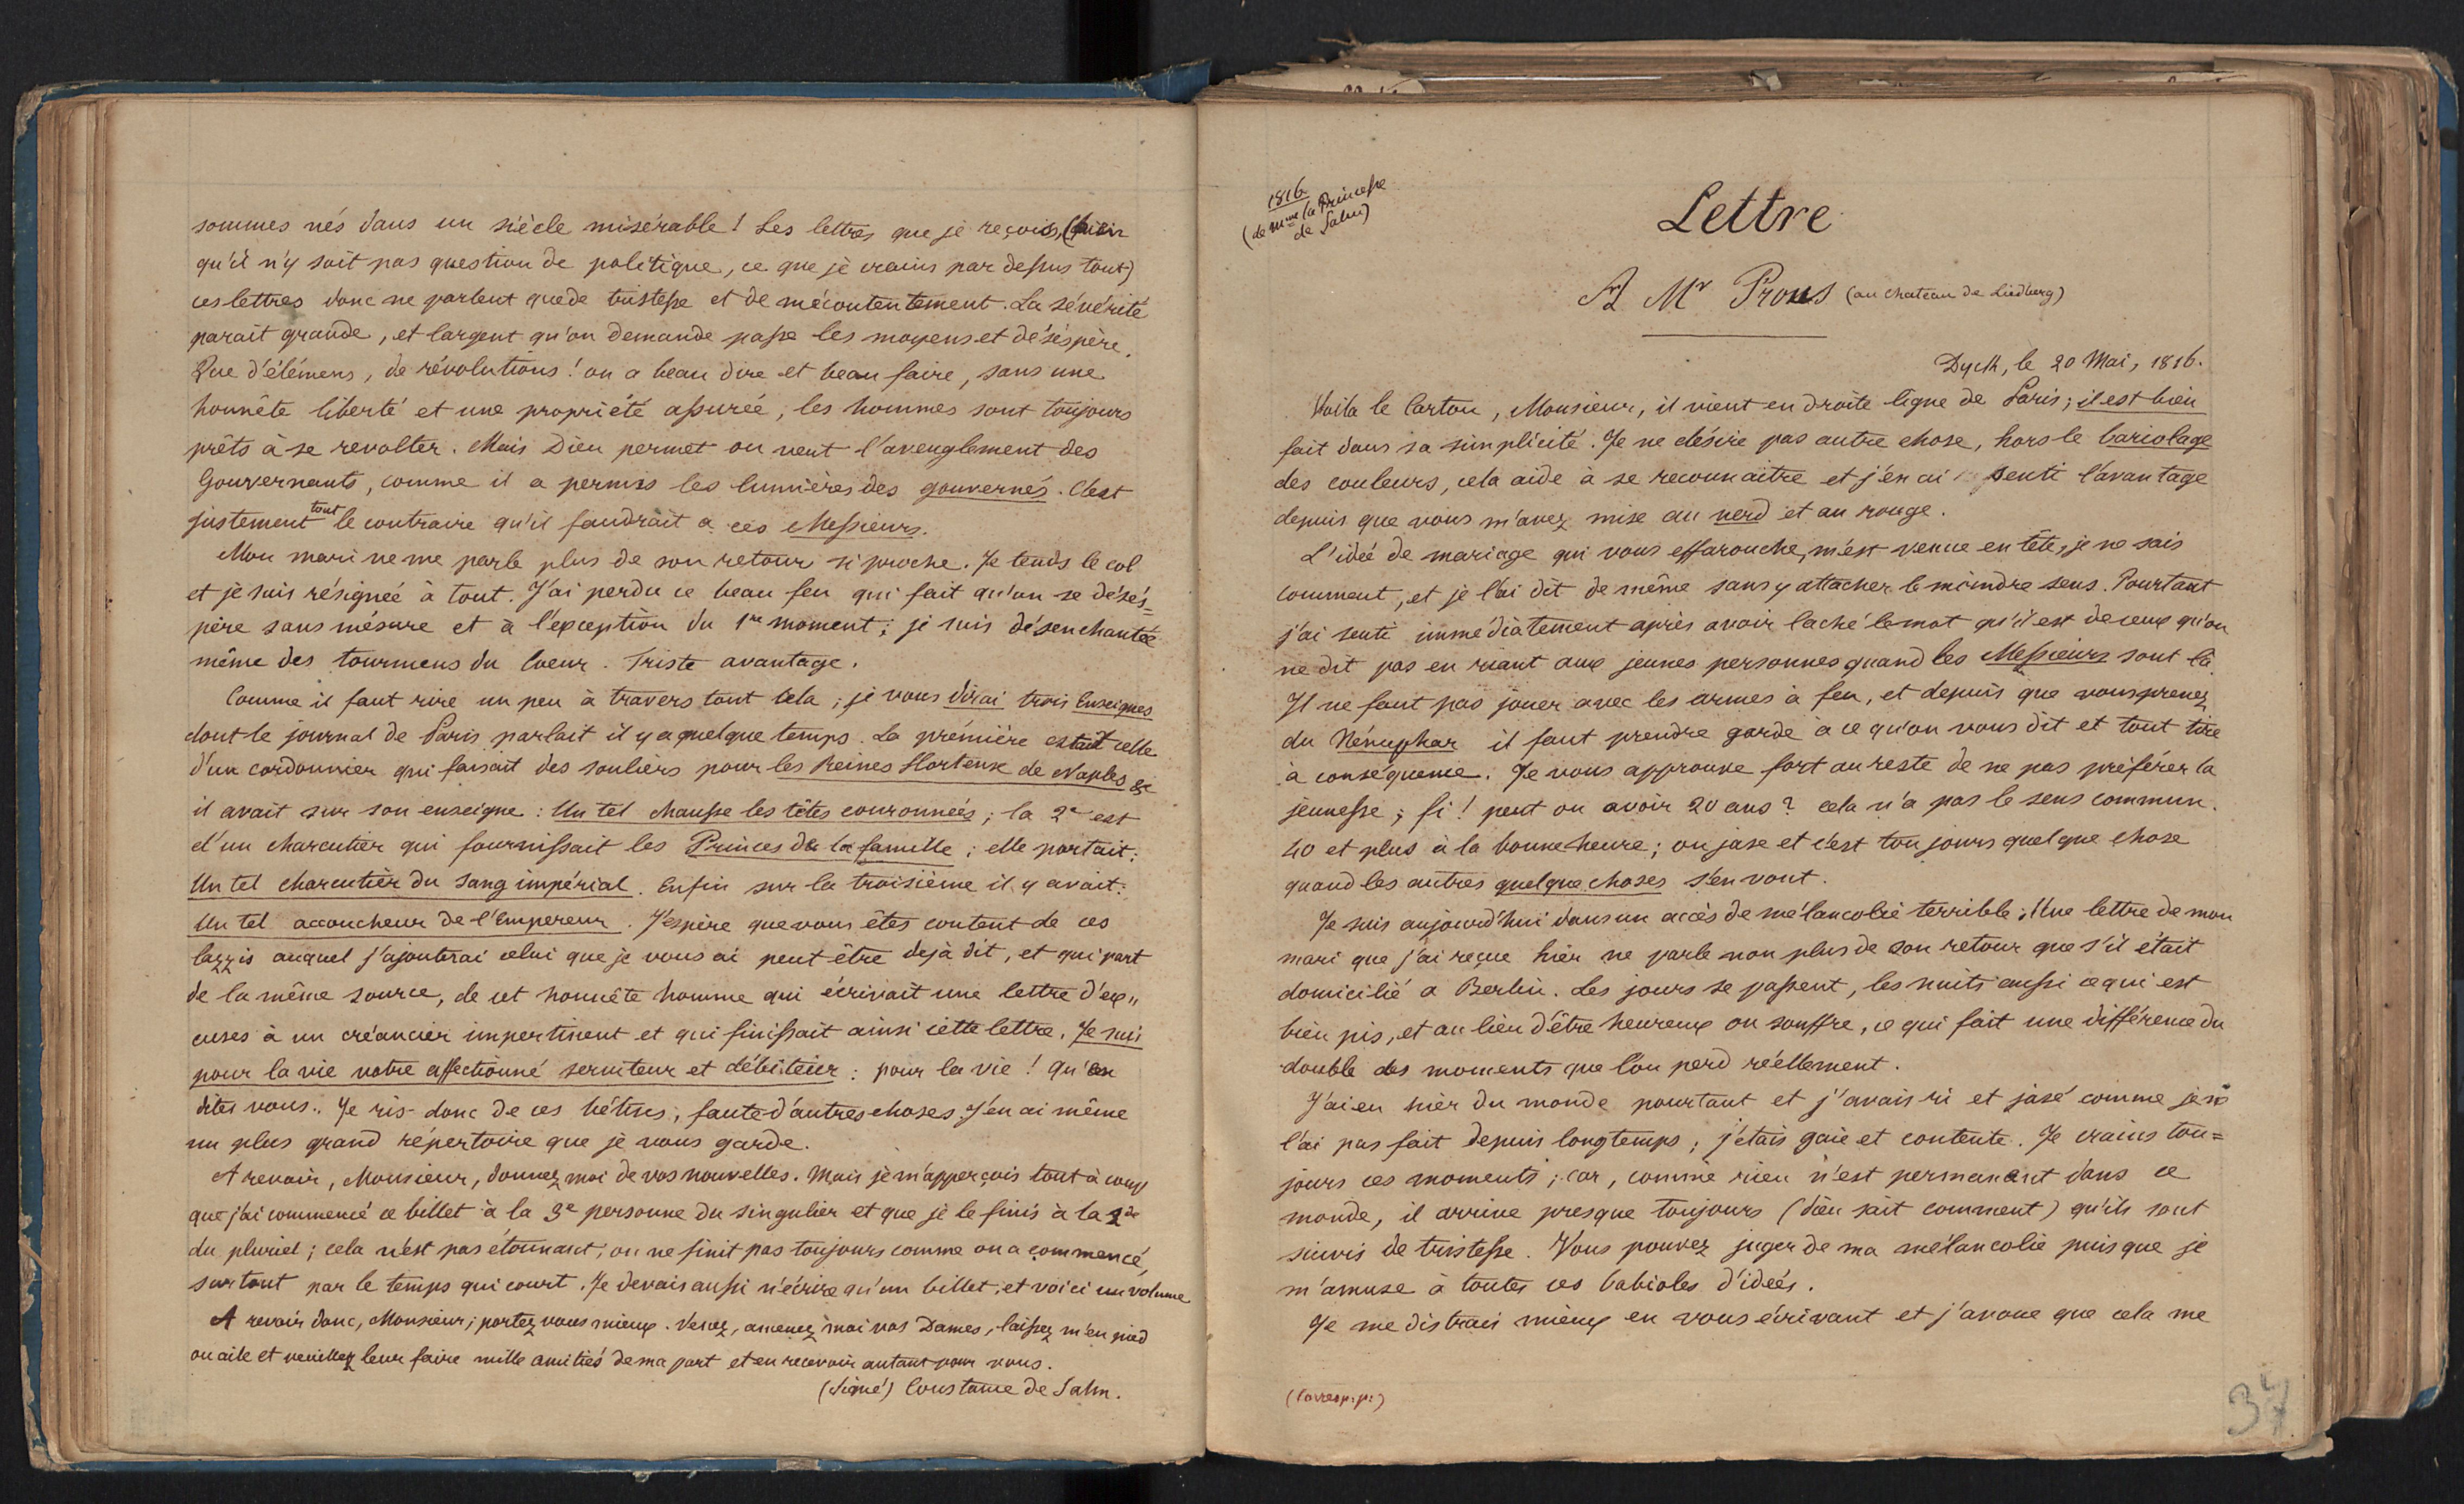 sommes nés dans un siècle misérable ! Les lettres que je reçois, (
qu'il n'y soit pas question de politique, ce que je crains par dessus tout)
ces lettres donc ne parlent que de tristesse et de mécontentement. La sévérité
parait grande, et largent qu'on demande passe les moyens et désespère.
Que d'élémens, de révolutions ! on a beau dire et beau faire, sans une
honnête liberté et une propriété assurée, les hommes sont toujours
prêts à se revolter. Mais Dieu permet ou veut l'aveuglement des
Gouvernants, comme il a permis les lumières des gouvernés. C'est
justement tout le contraire qu'il faudrait a ces Messieurs.
Mon mari ne me parle plus de son retour si proche. Je tends le col
et je suis résignée à tout. J'ai perdu ce beau feu qui fait qu'on se désés=
père sans mésure et à l'exception du 1er moment ; je suis désenchantée
même des tourmens du Coeur. Triste avantage.
Comme il faut rire un peu à travers tout cela ; je vous dirai trois Enseignes
dont le journal de Paris parlait il y a quelque temps. La première était celle
d'un cordonnier qui faisait des souliers pour les Reines Hortense de Naples &c
il avait sur son enseigne : Un tel chausse les têtes couronnées ; la 2e est
d'un charcutier qui fournissait les Princes de la famille ; elle portait :
Un tel charcutier du Sang impérial. Enfin sur la troisième il y avait :
Un tel accoucheur de l'Empereur. J'espère que vous êtes content de ces
lazzis auquel j'ajouterai celui que je vous ai peut être dejà dit, et qui part
de la même source, de cet honnête homme qui écrivait une lettre d'ex"
cuses à un créancier impertinent et qui finissait ainsi cette lettre. Je suis
pour la vie votre affectionné serviteur et débiteur : pour la vie ! qu'en
dites vous.. Je ris donc de ces bétises, faute d'autres choses. J'en ai même
un plus grand répertoire que je vous garde.
A revoir, Monsieur, donnez moi de vos nouvelles. Mais je m'apperçois tout à coup
que j'ai commencé ce billet à la 3e personne du singulier et que je le finis à la 2de
du pluriel ; cela n'est pas étonnant, on ne finit pas toujours comme on a commencé,
surtout par le temps qui court. Je devais aussi n'écrire qu'un billet, et voici un volume
A revoir donc, Monsieur ; portez vous mieux. Venez, amenez moi vos Dames, laissez m'en pied
ou aile et veuillez leur faire mille amitiés de ma part et en recevoir autant pour vous.
(Signé) Constance de Salm.
1816
(de Mme la Princesse
de Salm)
Lettre
A Mr Prous (au chateau de Liedberg)
Dyck, le 20 Mai, 1816.
Voila le Carton, Monsieur, il vient en droite ligne de Paris ; il est bien
fait dans sa simplicité. Je ne désire pas autre chose, hors le bariolage
des couleurs, cela aide à se reconnaitre et j'en ai senti l'avantage
depuis que vous m'avez mise au verd et au rouge.
L'idée de mariage qui vous effarouche, m'est venue en tête, je ne sais
comment, et je l'ai dit de même sans y attacher le moindre sens. Pourtant
j'ai senti immédiatement après avoir laché le mot qu'il est de ceux qu'on
ne dit pas en riant aux jeunes personnes quand les Messieurs sont là.
Il ne faut pas jouer avec les armes à feu, et depuis que vous prenez
du Nénuphar il faut prendre garde à ce qu'on vous dit et tout tire
à conséquence. Je vous approuve fort au reste de ne pas préférer la
jeunesse ; fi ! peut on avoir 20 ans ? cela n'a pas le sens commun.
40 et plus à la bonne heure ; on jase et c'est toujours quelque chose
quand les autres quelque choses s'en vont.
Je suis aujourd'hui dans un accès de mélancolie terrible ; Une lettre de mon
mari que j'ai reçue hier ne parle non plus de son retour que s'il était
domicilié a Berlin. Les jours se passent, les nuits aussi ce qui est
bien pis, et au lieu d'être heureux on souffre, ce qui fait une différence du
double des moments que l'on perd réellement.
J'ai eu hier du monde pourtant et j'avais ri et jasé comme je ne
l'ai pas fait depuis longtemps ; j'étais gaie et contente. Je crains tou=
jours ces moments ; car, comme rien n'est permanent dans ce
monde, il arrive presque toujours (dieu sait comment) qu'ils sont
suivis de tristesse. Vous pouvez juger de ma mélancolie puisque je
m'amuse à toutes ces babioles d'idées.
Je me distrais mieux en vous écrivant et j'avoue que cela me
(Corresp. p.)
37